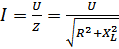 I = U/Z = U/√(R² + X_L²)